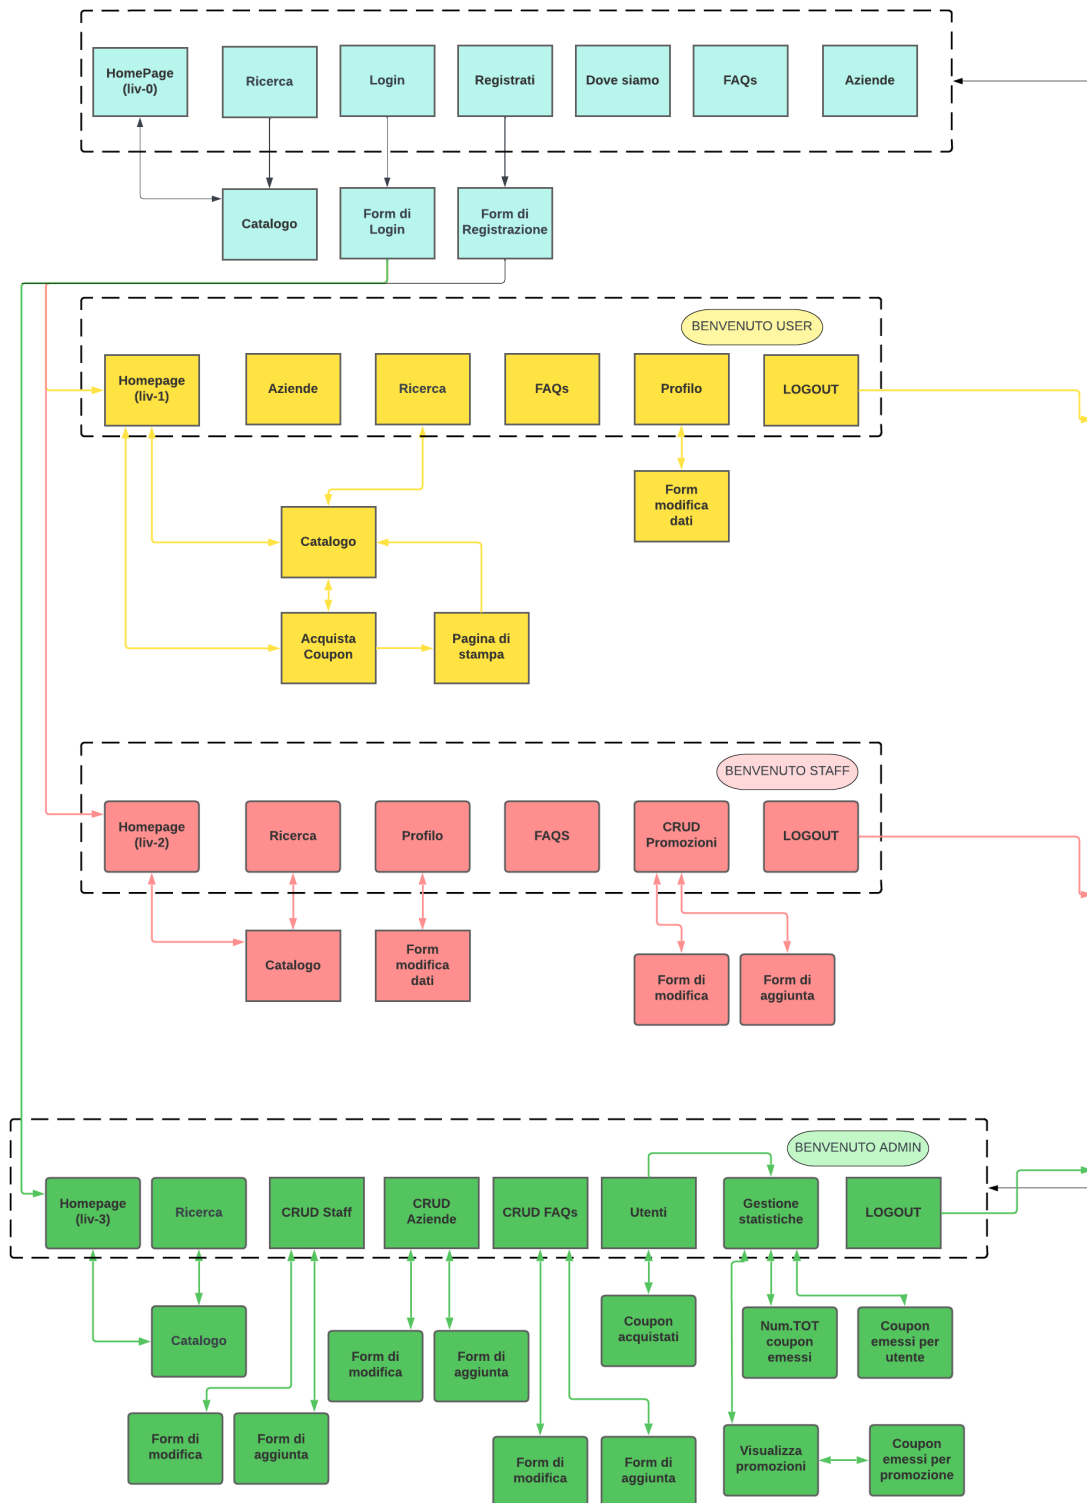 HomePage
(liv-0)
Ricerca
Login
Registrati
Dove siamo
FAQs
Aziende
Catalogo
Form di
Login
Form di
Registrazione
BENVENUTO USER
Homepage
(liv-1)
Aziende
Ricerca
FAQs
Profilo
LOGOUT
Form
modifica
dati
Catalogo
Acquista
Coupon
Pagina di
stampa
BENVENUTO STAFF
Homepage
(liv-2)
Ricerca
Profilo
FAQS
CRUD
Promozioni
LOGOUT
Catalogo
Form
modifica
dati
Form di
modifica
Form di
aggiunta
BENVENUTO ADMIN
Homepage
(liv-3)
Ricerca
CRUD Staff
CRUD
Aziende
CRUD FAQs
Utenti
Gestione
statistiche
LOGOUT
Catalogo
Form di
modifica
Form di
aggiunta
Coupon
acquistati
Num.TOT
coupon
emessi
Coupon
emessi per
utente
Form di
modifica
Form di
aggiunta
Form di
modifica
Form di
aggiunta
Visualizza
promozioni
Coupon
emessi per
promozione